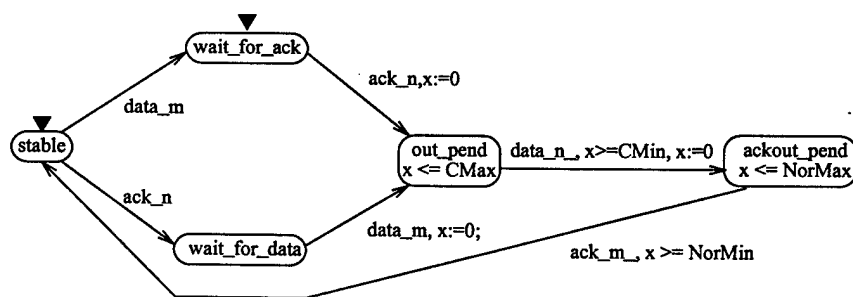 wait_for_ack
ack_n,x:=0
data_m
stable
out_pend
x <= CMax
data_n_, x>=CMin, x:=0
ackout_pend
x <= NorMax
ack_n
wait_for_data
data_m, x:=0;
ack_m_, x >= NorMin